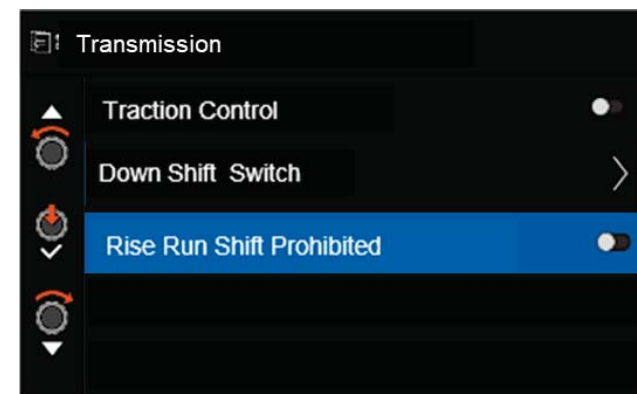 Transmission
Traction Control
Down Shift Switch
Rise Run Shift Prohibited